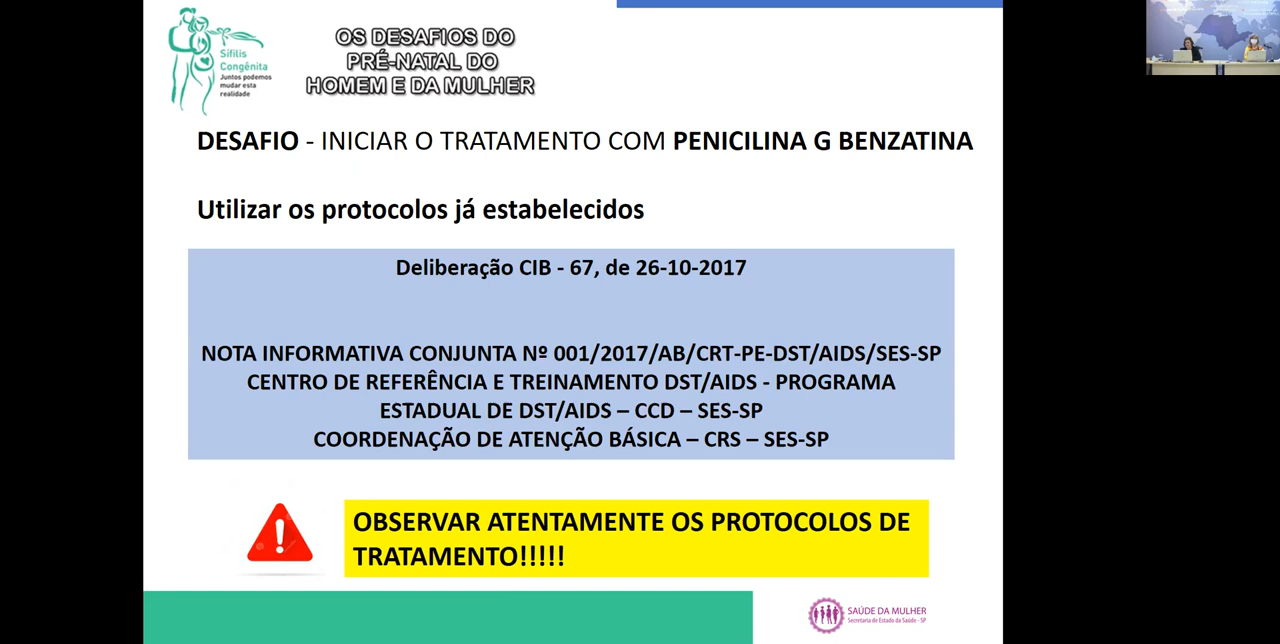 Sífilis
Congênita
Juntos podemos
mudar esta
realidade
OS DESAFIOS DO
PRÉ-NATAL DO
HOMEM E DA MULHER
DESAFIO - INICIAR O TRATAMENTO COM PENICILINA G BENZATINA
Utilizar os protocolos já estabelecidos
Deliberação CIB - 67, de 26-10-2017
NOTA INFORMATIVA CONJUNTA Nº 001/2017/AB/CRT-PE-DST/AIDS/SES-SP
CENTRO DE REFERÊNCIA E TREINAMENTO DST/AIDS - PROGRAMA
ESTADUAL DE DST/AIDS – CCD – SES-SP
COORDENAÇÃO DE ATENÇÃO BÁSICA – CRS – SES-SP
OBSERVAR ATENTAMENTE OS PROTOCOLOS DE
TRATAMENTO!!!!!
SAÚDE DA MULHER
Secretaria de Estado da Saúde - SP